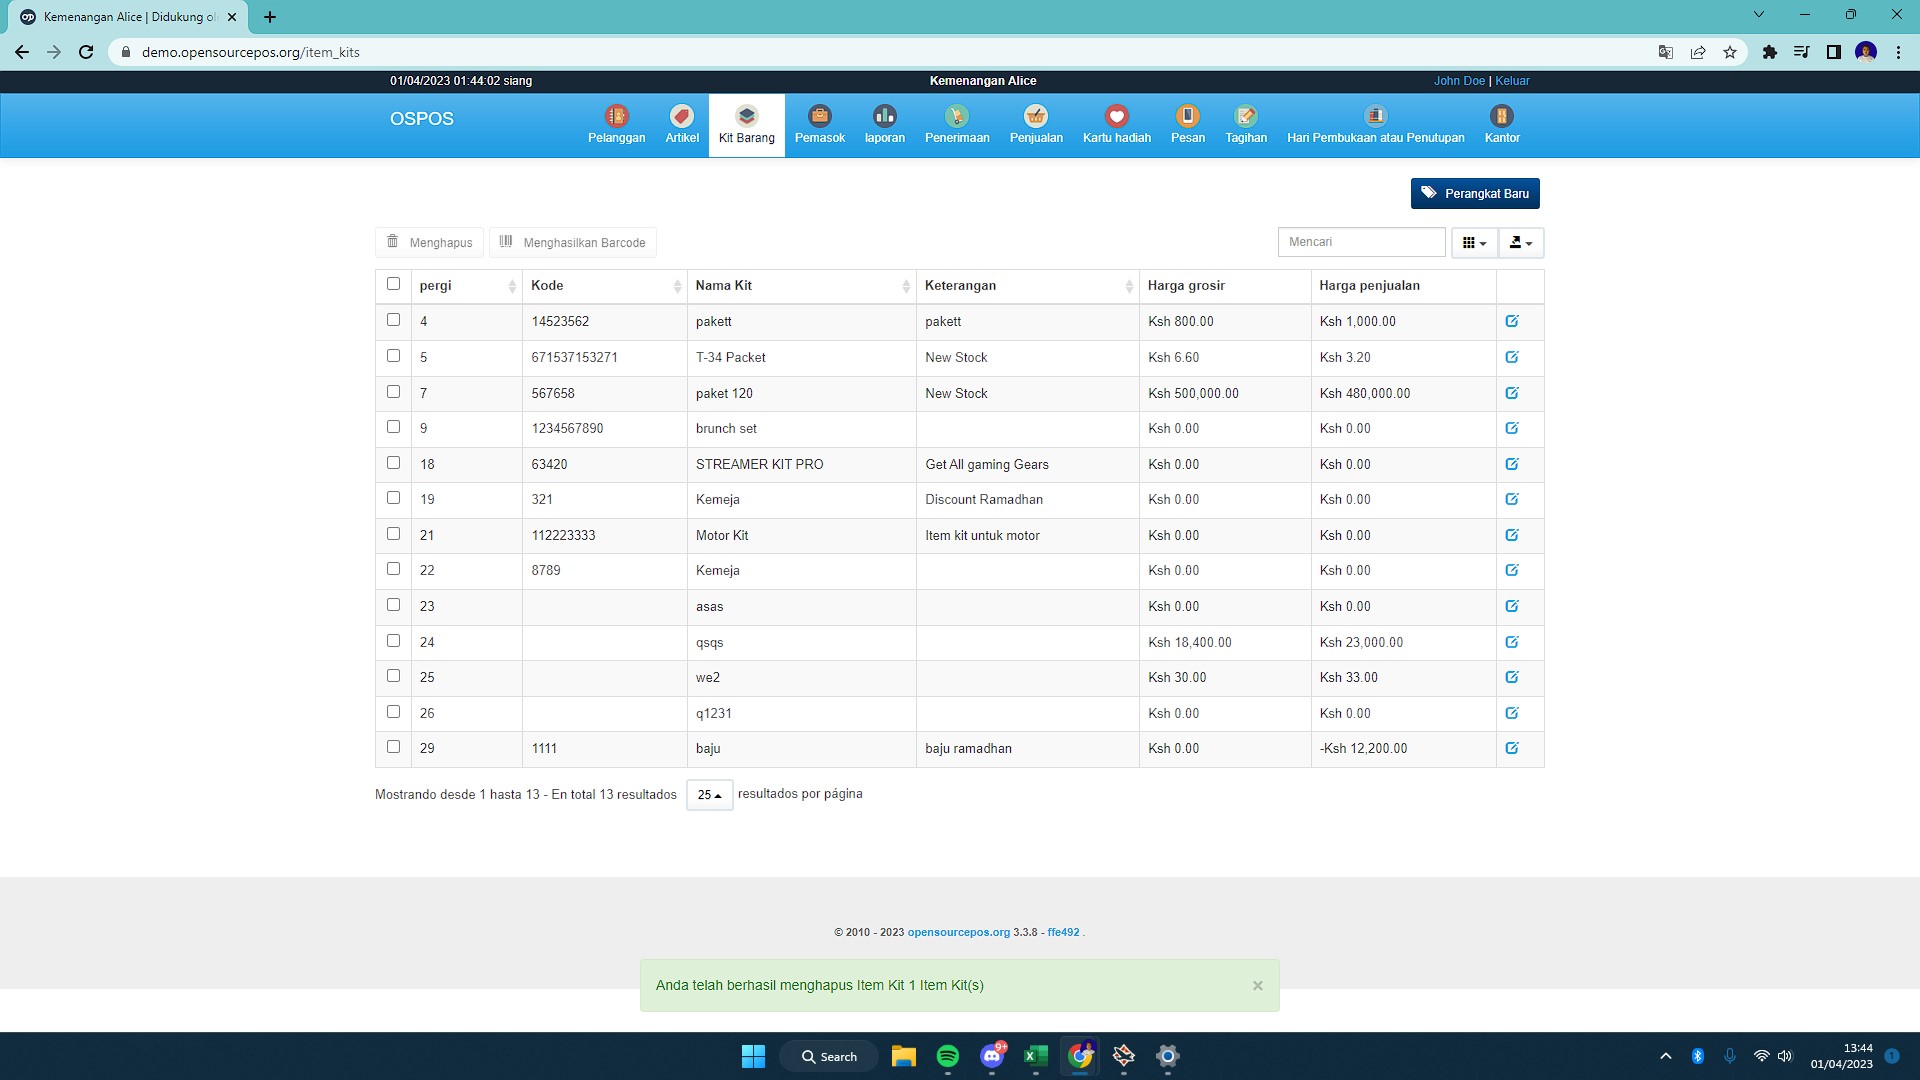 Kemenangan Alice | Didukung ol
demo.opensourcepos.org/item_kits
01/04/2023 01:44:02 siang
Kemenangan Alice
John Doe | Keluar
OSPOS
Pelanggan
Artikel
Kit Barang
Pemasok
laporan
Penerimaan
Penjualan
Kartu hadiah
Pesan
Tagihan
Hari Pembukaan atau Penutupan
Kantor
Perangkat Baru
Menghapus
Menghasilkan Barcode
Mencari
pergi Kode Nama Kit Keterangan Harga grosir Harga penjualan
4 14523562 pakett pakett Ksh 800.00 Ksh 1,000.00
5 671537153271 T-34 Packet New Stock Ksh 6.60 Ksh 3.20
7 567658 paket 120 New Stock Ksh 500,000.00 Ksh 480,000.00
9 1234567890 brunch set Ksh 0.00 Ksh 0.00
18 63420 STREAMER KIT PRO Get All gaming Gears Ksh 0.00 Ksh 0.00
19 321 Kemeja Discount Ramadhan Ksh 0.00 Ksh 0.00
21 112223333 Motor Kit Item kit untuk motor Ksh 0.00 Ksh 0.00
22 8789 Kemeja Ksh 0.00 Ksh 0.00
23 asas Ksh 0.00 Ksh 0.00
24 qsqs Ksh 18,400.00 Ksh 23,000.00
25 we2 Ksh 30.00 Ksh 33.00
26 q1231 Ksh 0.00 Ksh 0.00
29 1111 baju baju ramadhan Ksh 0.00 -Ksh 12,200.00
Mostrando desde 1 hasta 13 - En total 13 resultados 25 resultados por página
© 2010 - 2023 opensourcepos.org 3.3.8 - ffe492 .
Anda telah berhasil menghapus Item Kit 1 Item Kit(s)
Search
9+
13:44
01/04/2023
1